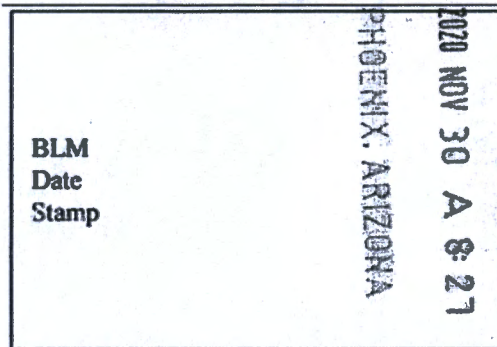 BLM
Date
Stamp
2020 NOV 30 A 8:27
PHOENIX, ARIZONA